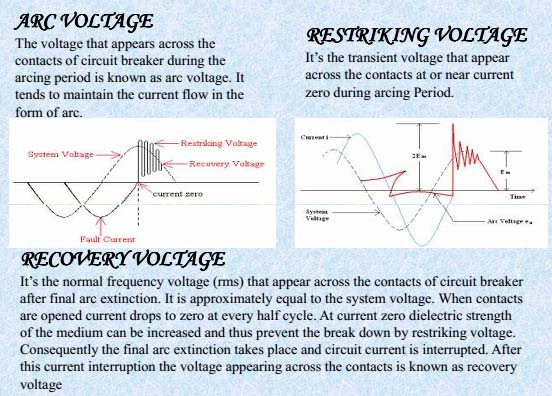 ARC VOLTAGE
The voltage that appears across the
contacts of circuit breaker during the
arcing period is known as arc voltage. It
tends to maintain the current flow in the
form of arc.
RESTRIKING VOLTAGE
It's the transient voltage that appear
across the contacts at or near current
zero during arcing Period.
System Voltage
Restriking Voltage
Recovery Voltage
current zero
Fault Current
Current i
2Em
Em
Time
System
Voltage
Arc Voltage ea
RECOVERY VOLTAGE
It's the normal frequency voltage (rms) that appear across the contacts of circuit breaker
after final arc extinction. It is approximately equal to the system voltage. When contacts
are opened current drops to zero at every half cycle. At current zero dielectric strength
of the medium can be increased and thus prevent the break down by restriking voltage.
Consequently the final arc extinction takes place and circuit current is interrupted. After
this current interruption the voltage appearing across the contacts is known as recovery
voltage